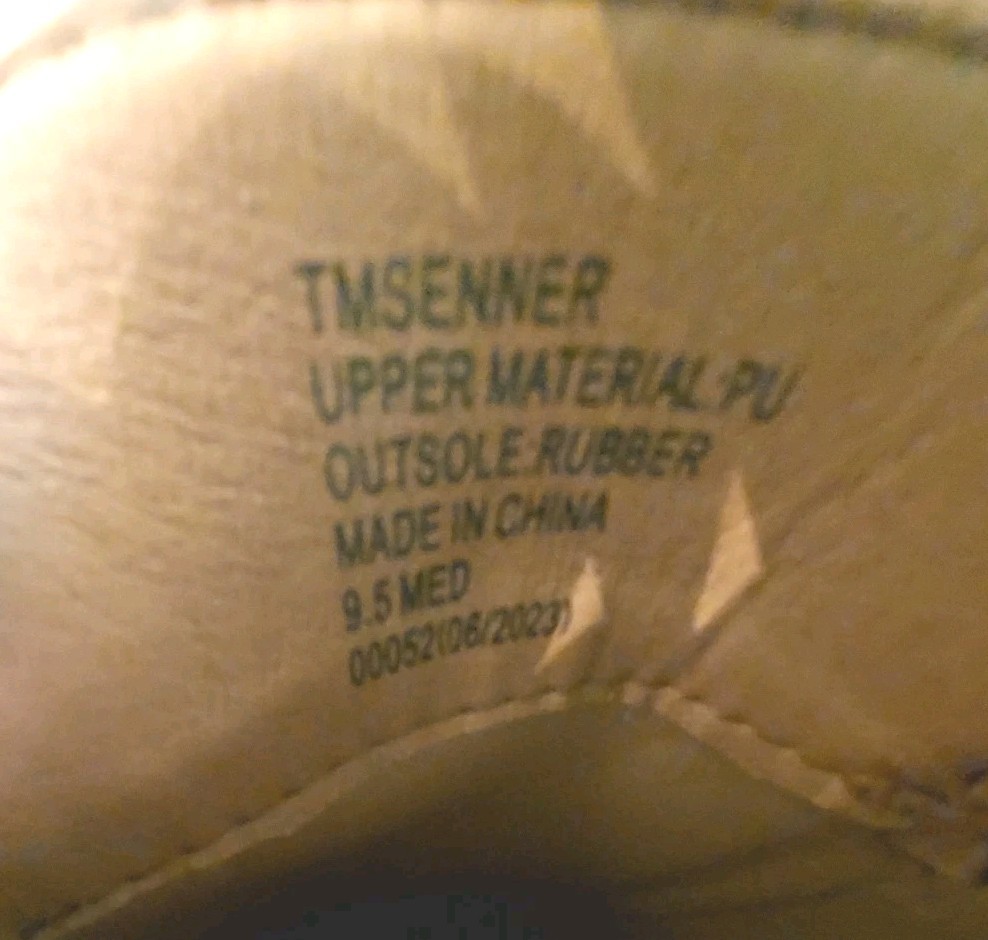 TMSENNER
UPPER MATERIAL:PU
OUTSOLE:RUBBER
MADE IN CHINA
9.5 MED
00052(06/2023)